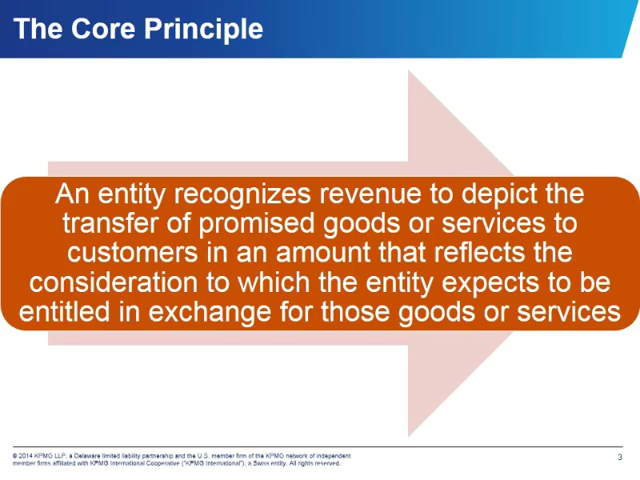 The Core Principle
An entity recognizes revenue to depict the
transfer of promised goods or services to
customers in an amount that reflects the
consideration to which the entity expects to be
entitled in exchange for those goods or services
© 2014 KPMG LLP, a Delaware limited liability partnership and the U.S. member firm of the KPMG network of independent
member firms affiliated with KPMG International Cooperative ("KPMG International"), a Swiss entity. All rights reserved.
3